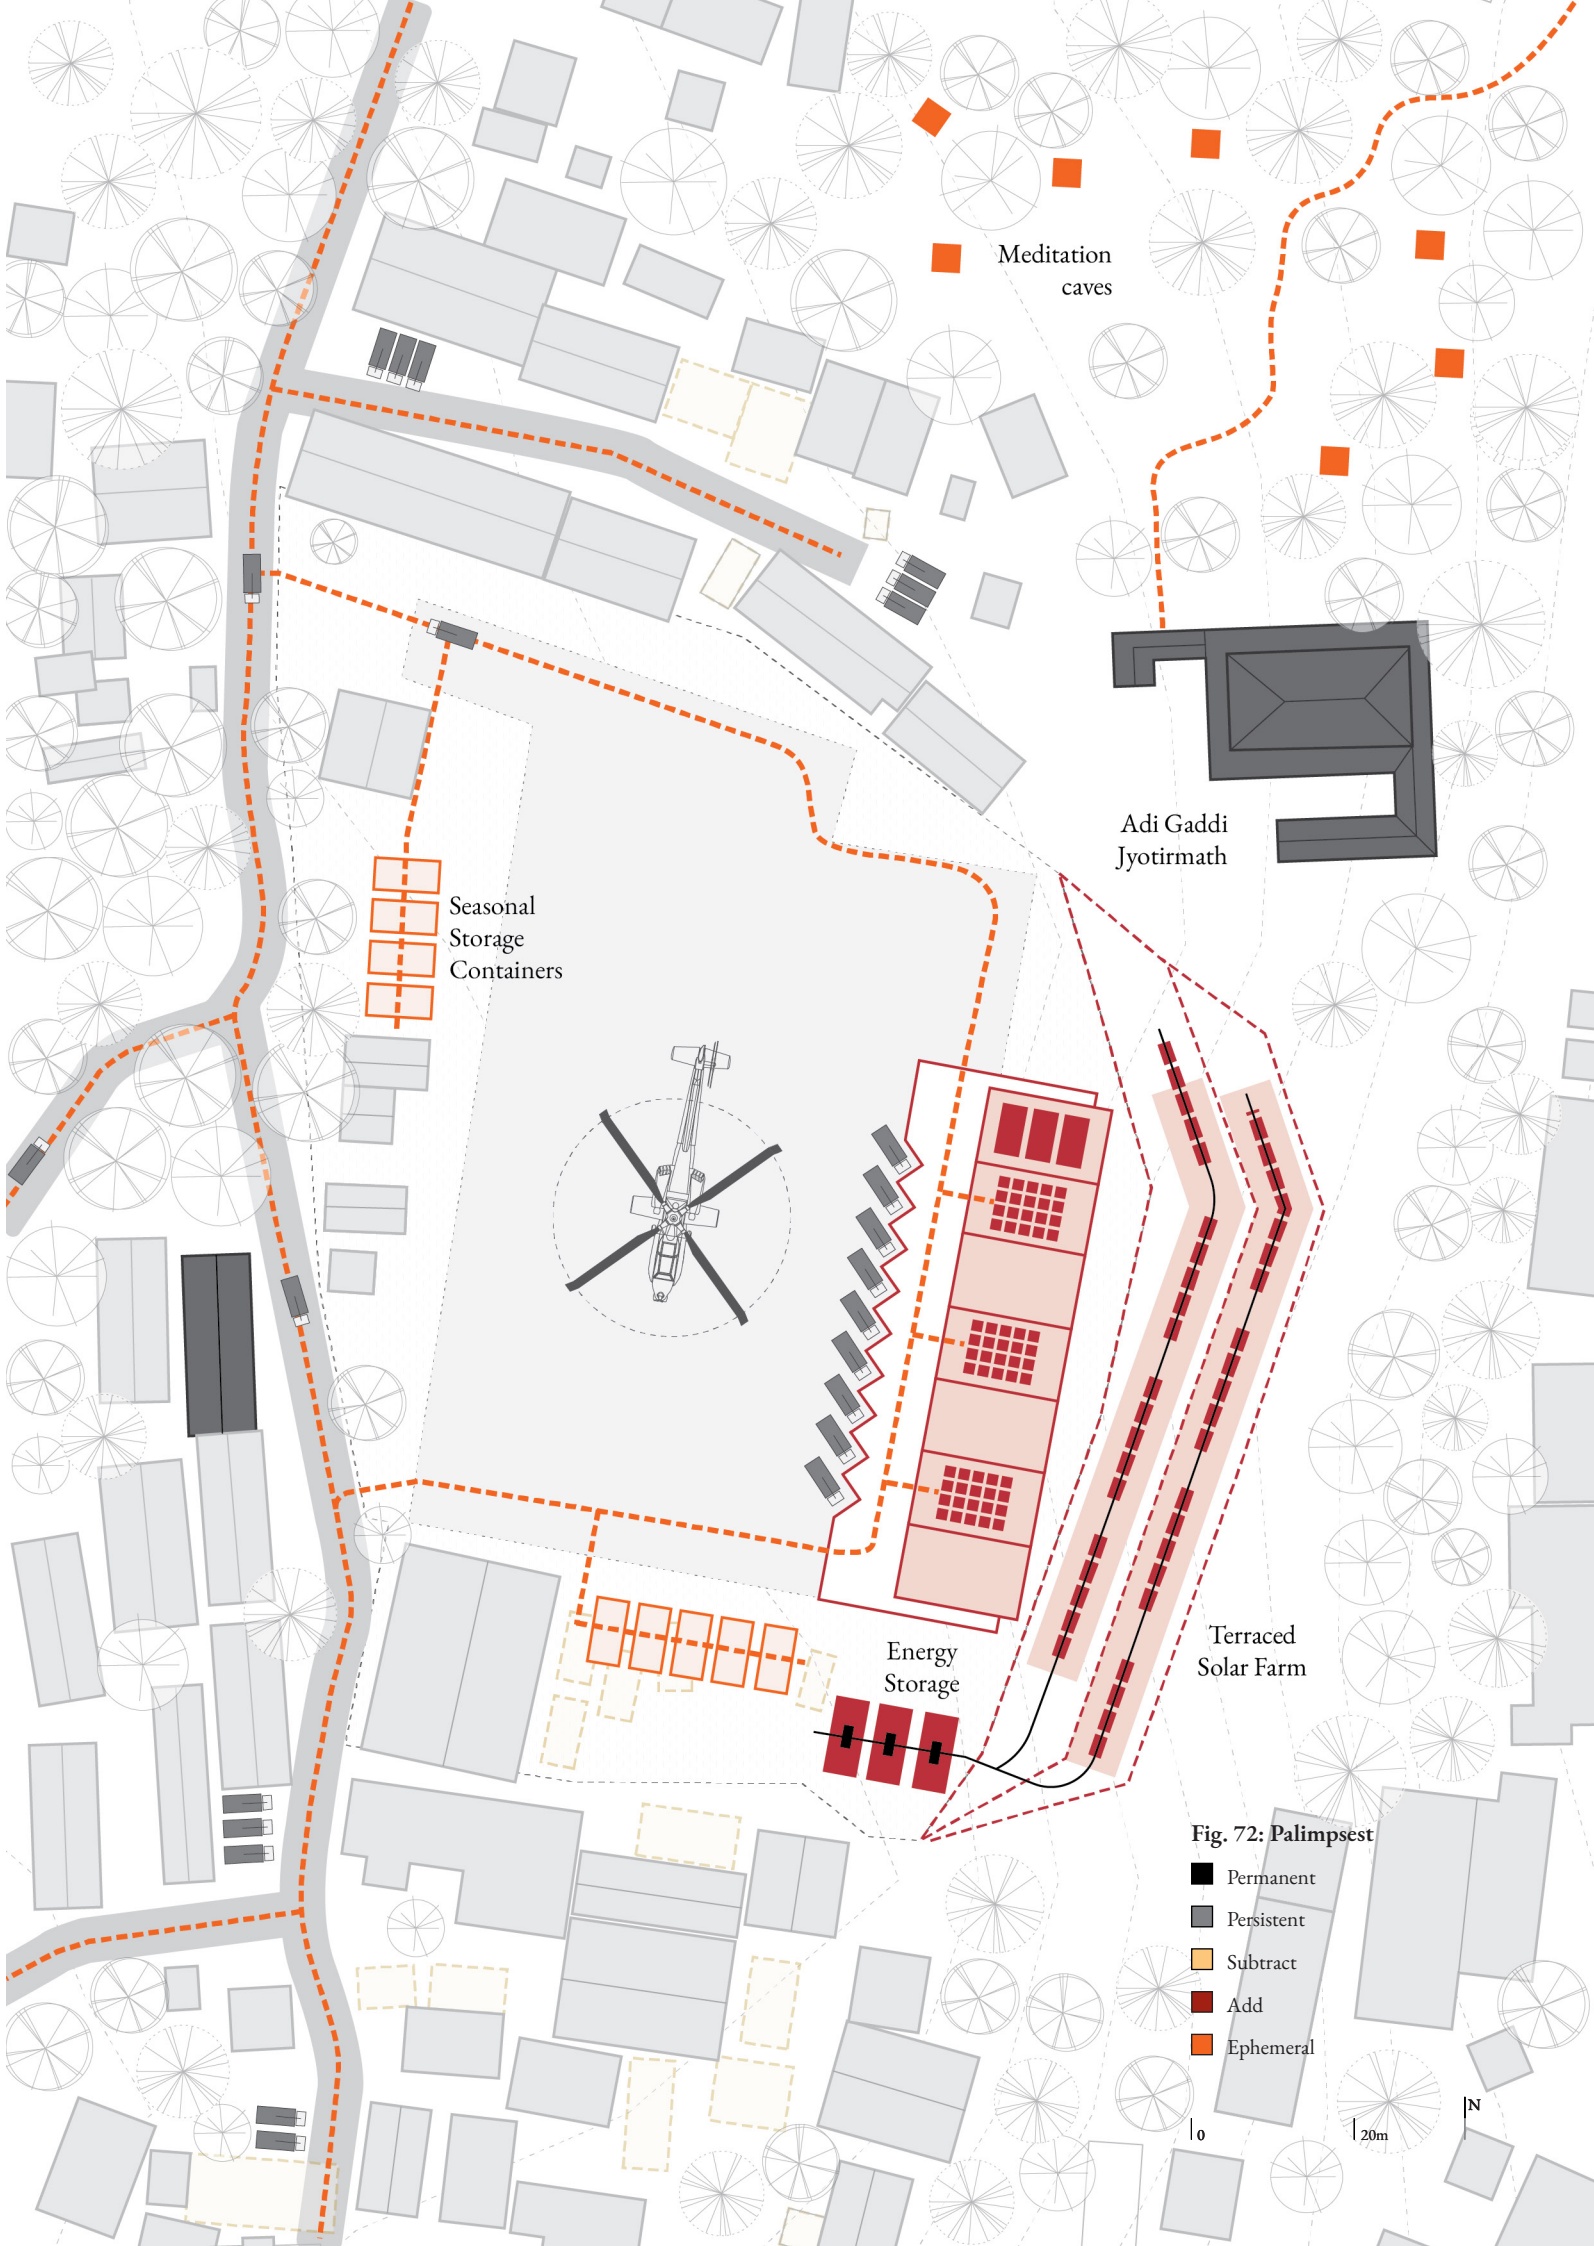 Meditation
caves
Adi Gaddi
Jyotirmath
Seasonal
Storage
Containers
Energy
Storage
Terraced
Solar Farm
Fig. 72: Palimpsest
Permanent
Persistent
Subtract
Add
Ephemeral
N
0
20m